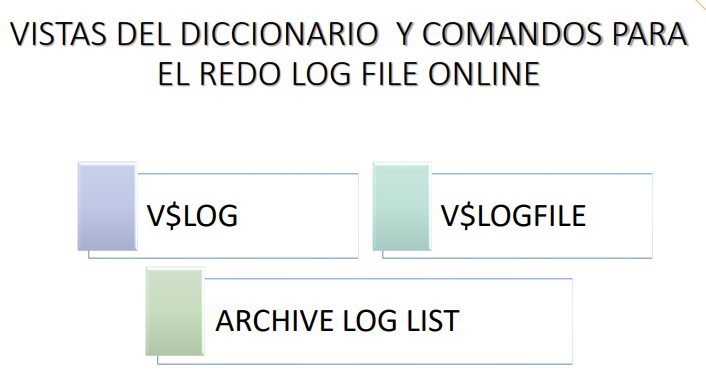 VISTAS DEL DICCIONARIO Y COMANDOS PARA
EL REDO LOG FILE ONLINE
V$LOG
V$LOGFILE
ARCHIVE LOG LIST